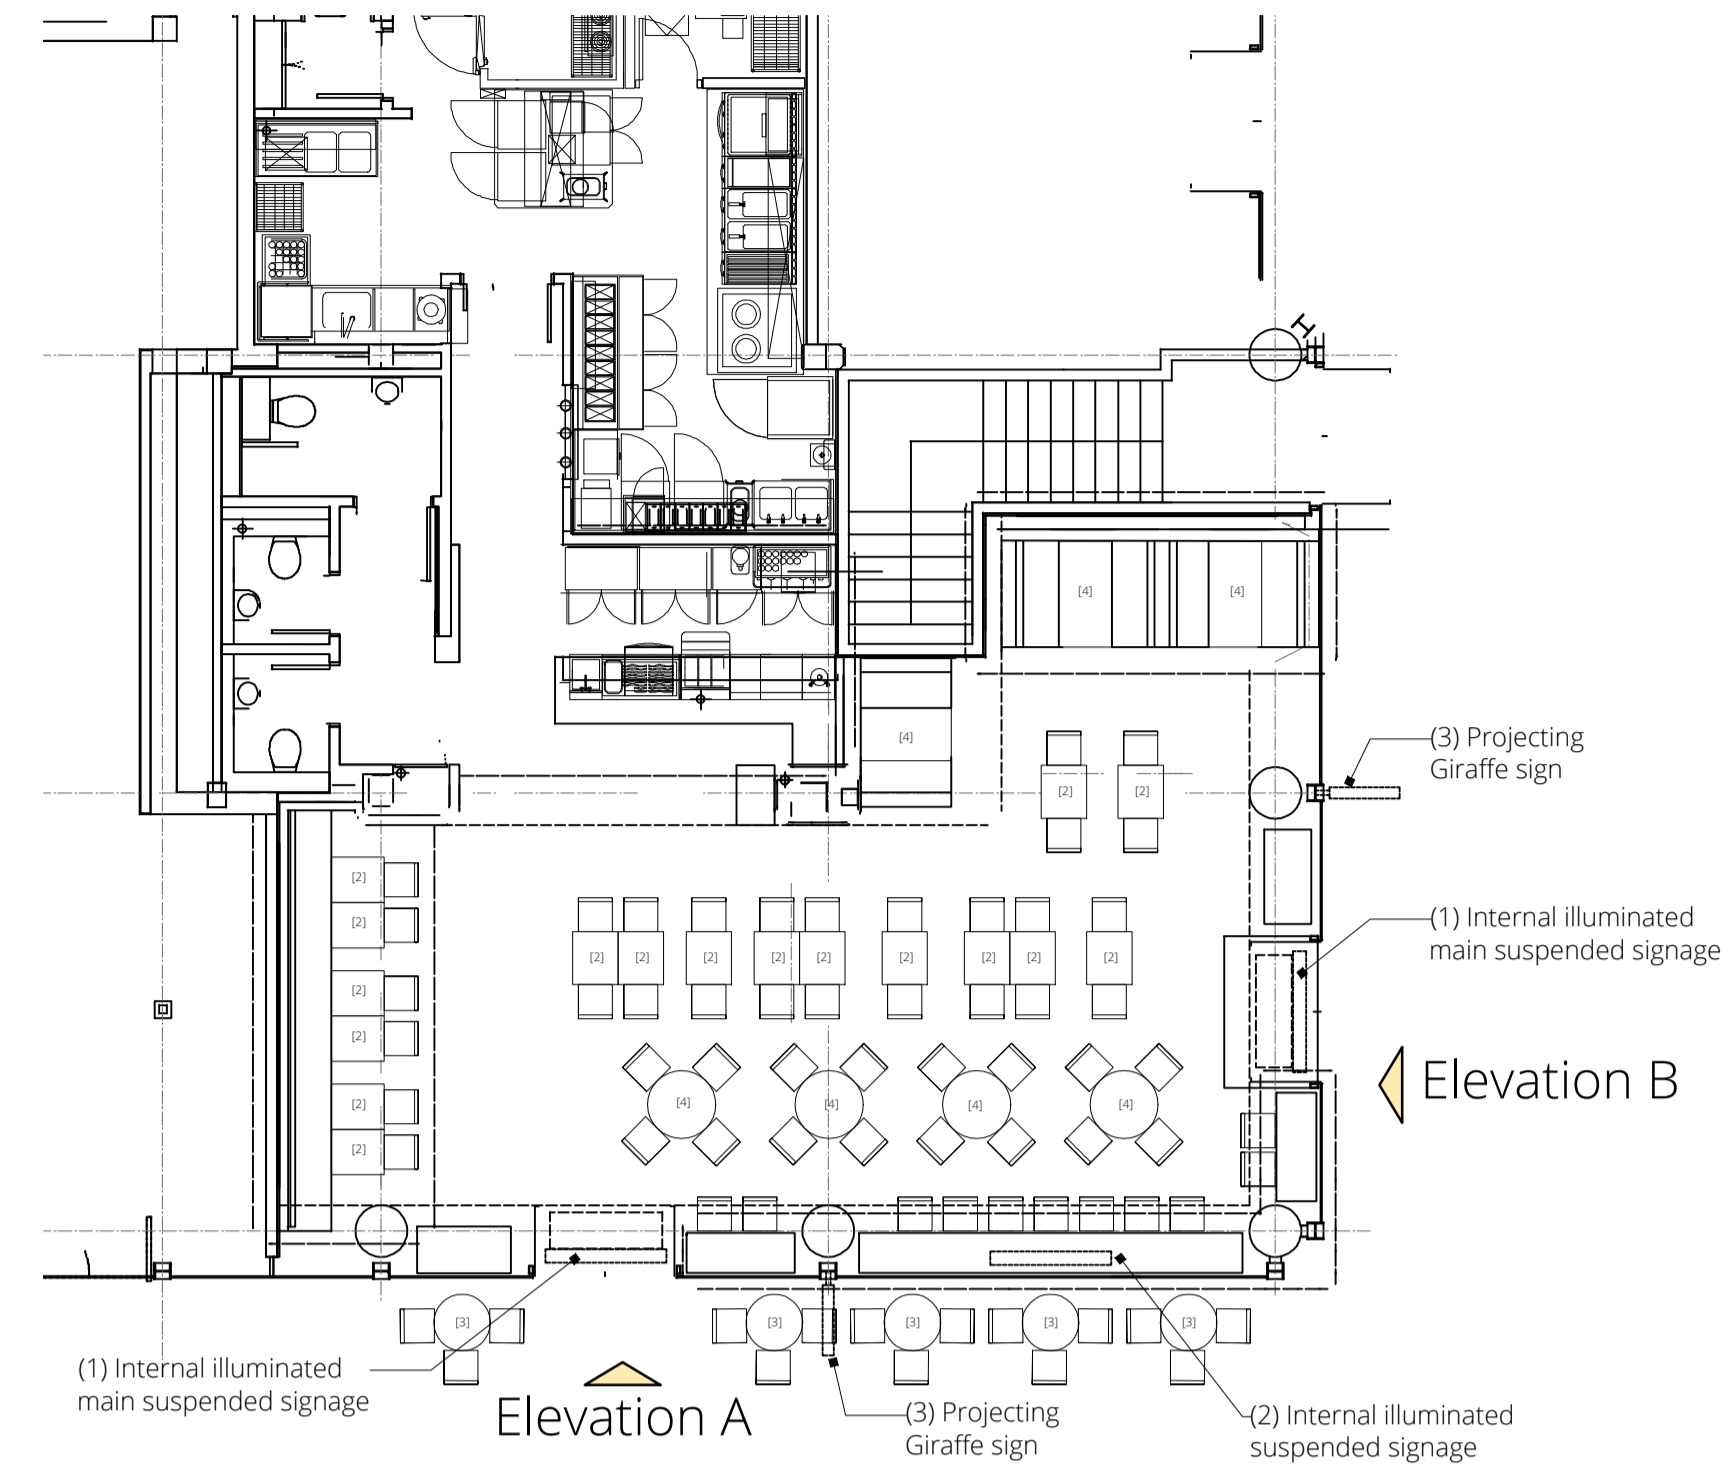 [4] [4]
[4]
(3) Projecting
Giraffe sign
[2] [2]
[2]
[2]
(1) Internal illuminated
main suspended signage
[2] [2] [2] [2] [2] [2] [2] [2] [2]
[2]
[2]
Elevation B
[2]
[4] [4] [4] [4]
[2]
[3] [3] [3] [3] [3]
(1) Internal illuminated
main suspended signage
Elevation A
(3) Projecting
Giraffe sign
(2) Internal illuminated
suspended signage